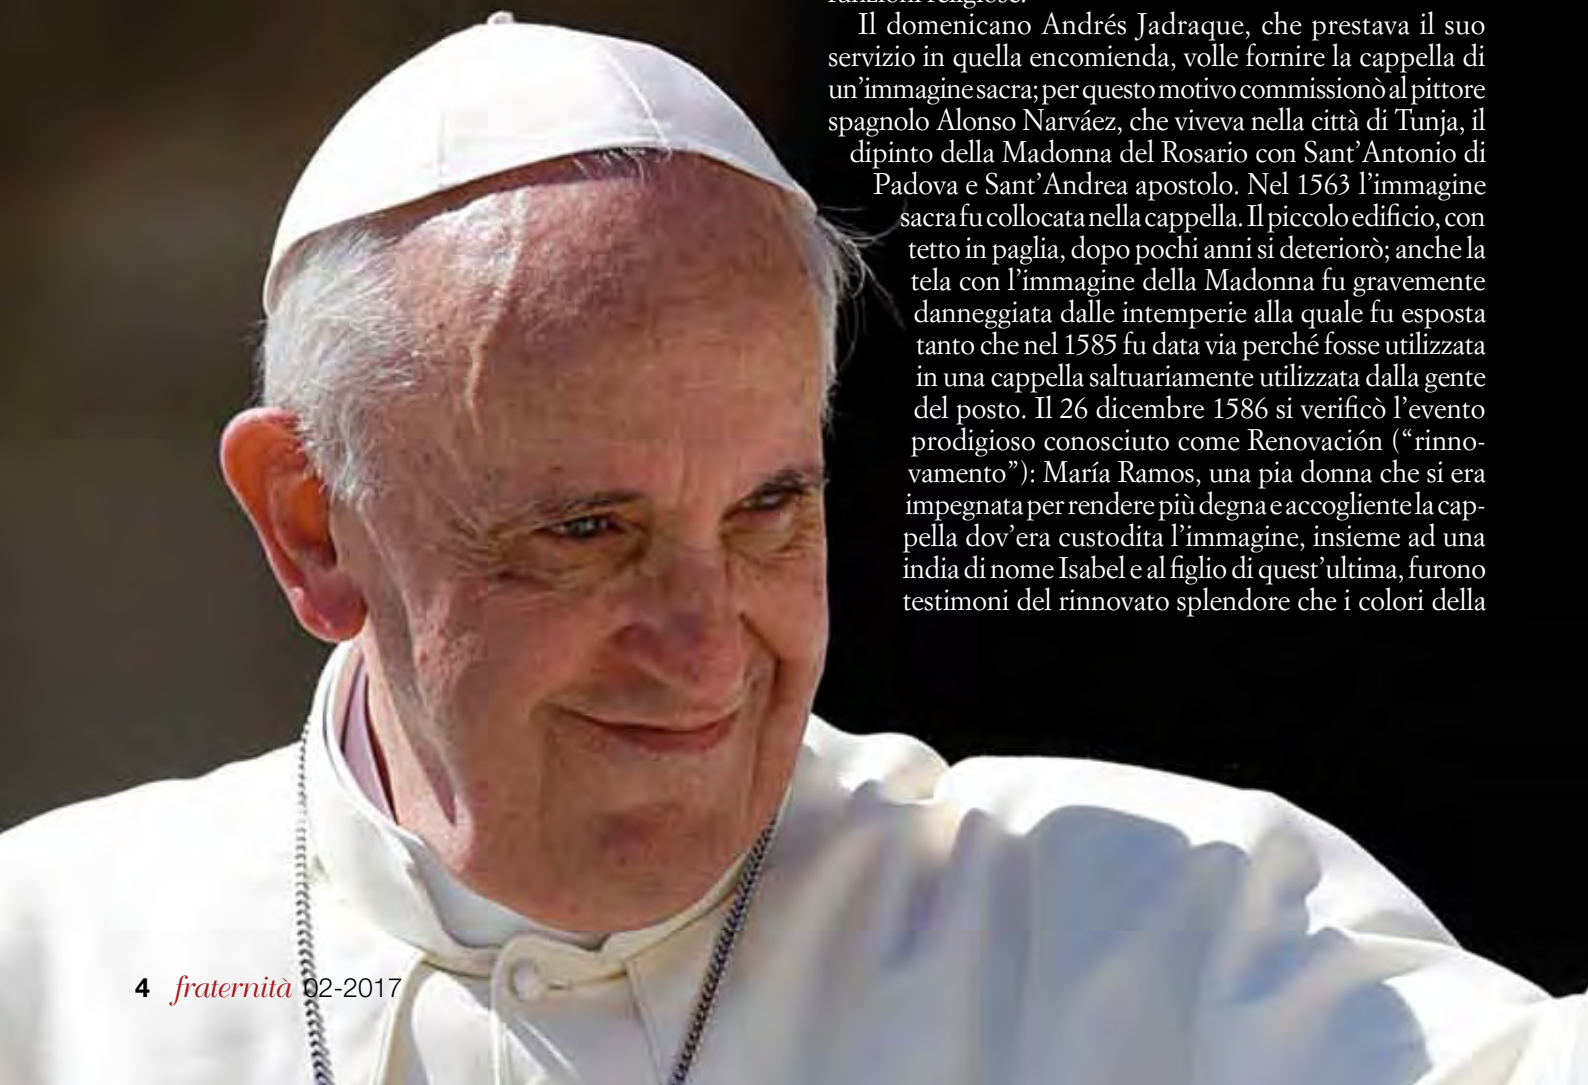 funzioni religiose.
Il domenicano Andrés Jadraque, che prestava il suo
servizio in quella encomienda, volle fornire la cappella di
un’immagine sacra; per questo motivo commissionò al pittore
spagnolo Alonso Narváez, che viveva nella città di Tunja, il
dipinto della Madonna del Rosario con Sant’Antonio di
Padova e Sant’Andrea apostolo. Nel 1563 l’immagine
sacra fu collocata nella cappella. Il piccolo edificio, con
tetto in paglia, dopo pochi anni si deteriorò; anche la
tela con l’immagine della Madonna fu gravemente
danneggiata dalle intemperie alla quale fu esposta
tanto che nel 1585 fu data via perché fosse utilizzata
in una cappella saltuariamente utilizzata dalla gente
del posto. Il 26 dicembre 1586 si verificò l’evento
prodigioso conosciuto come Renovación (“rinno-
vamento”): María Ramos, una pia donna che si era
impegnata per rendere più degna e accogliente la cap-
pella dov’era custodita l’immagine, insieme ad una
india di nome Isabel e al figlio di quest’ultima, furono
testimoni del rinnovato splendore che i colori della
4 fraternità 02-2017